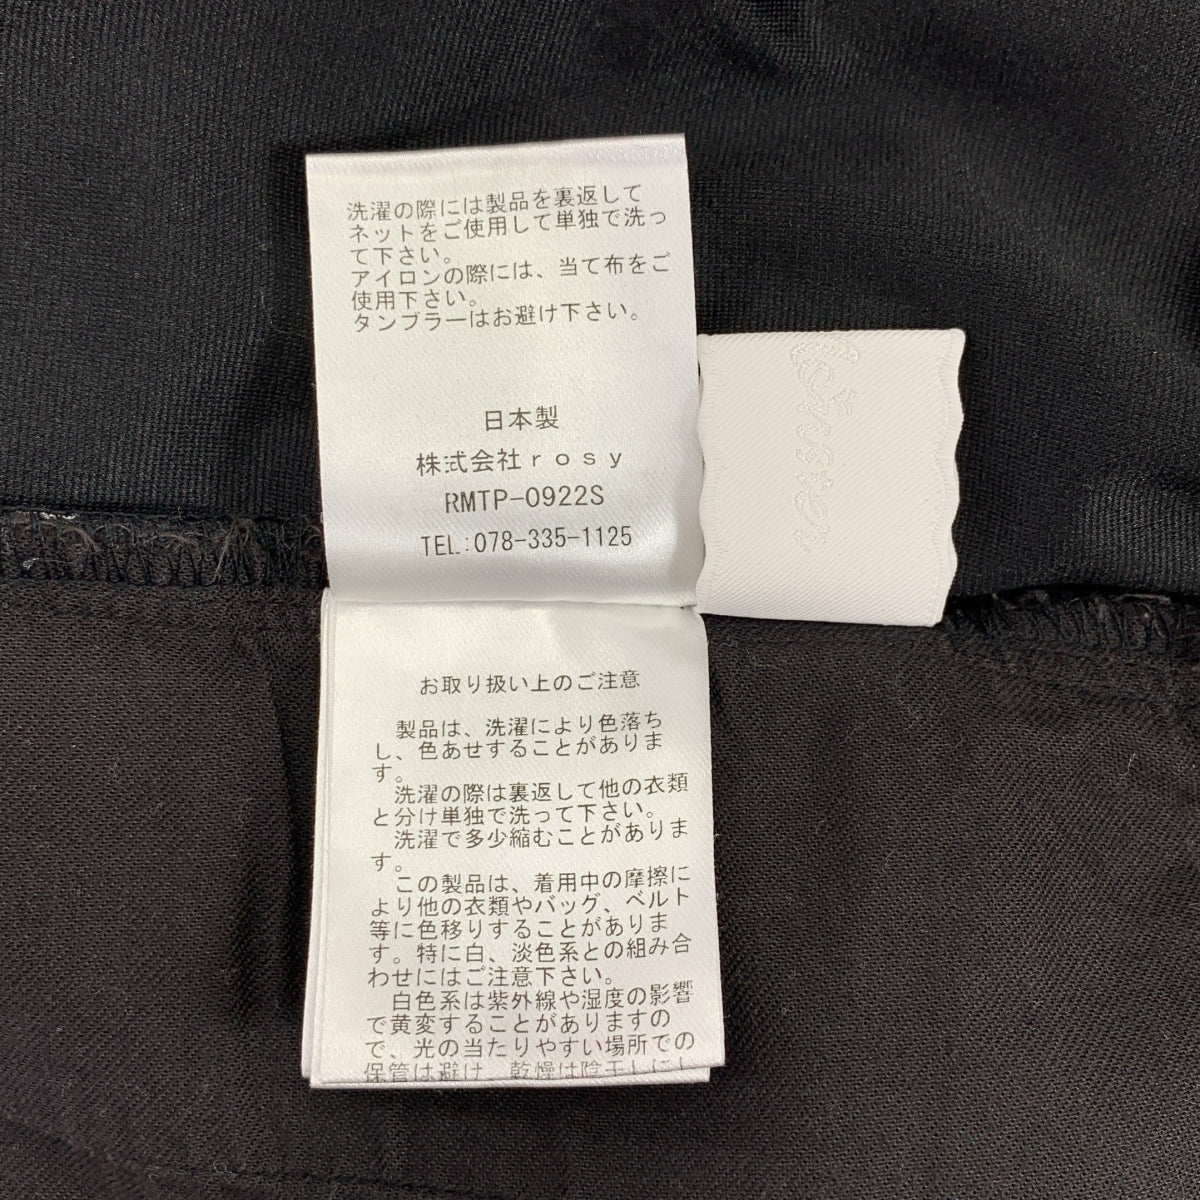 洗濯の際には製品を裏返して
ネットをご使用して単独で洗っ
て下さい。
アイロンの際には、当て布をご
使用下さい。
タンブラーはお避け下さい。
日本製
株式会社rosy
RMTP-0922S
TEL:078-335-1125
お取り扱い上のご注意
製品は、洗濯により色落ち
し、色あせすることがありま
す。
洗濯の際は裏返して他の衣類
と分け単独で洗って下さい。
洗濯で多少縮むことがありま
す。
この製品は、着用中の摩擦に
より他の衣類やバッグ、ベルト
等に色移りすることがありま
す。特に白、淡色系との組み合
わせにはご注意下さい。
白色系は紫外線や湿度の影響
で黄変することがありますの
で、光の当たりやすい場所での
保管は避け、乾燥は陰干しにし